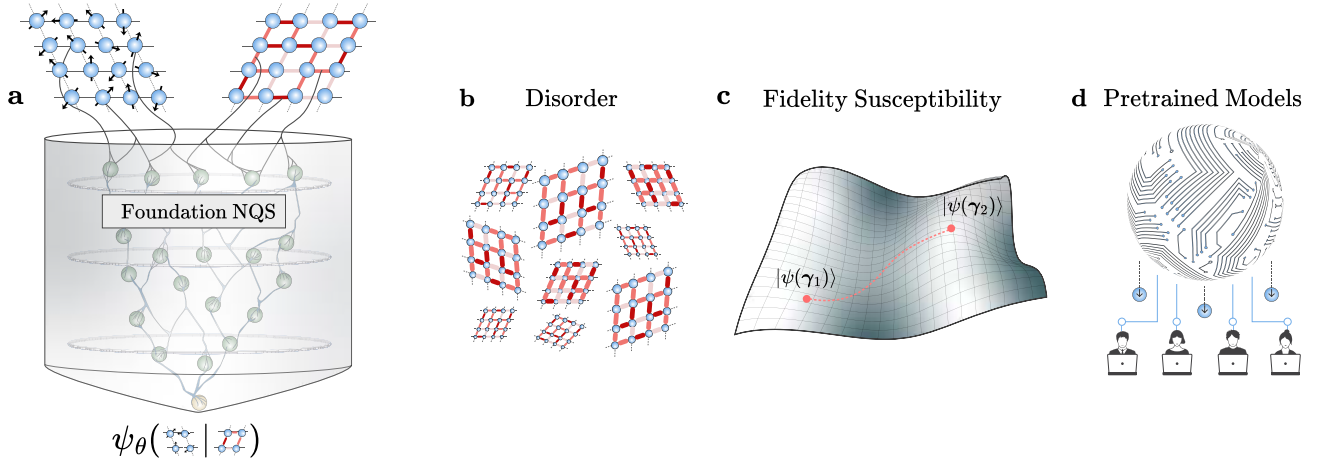 a
Foundation NQS
ψθ( | )
b Disorder
c Fidelity Susceptibility
|ψ(γ₂)⟩
|ψ(γ₁)⟩
d Pretrained Models